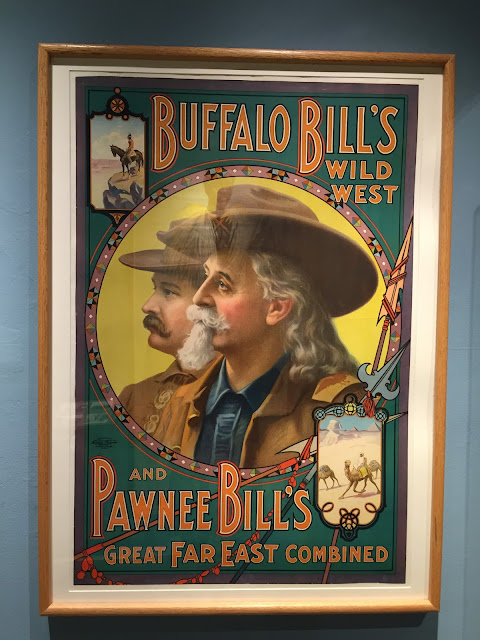 BUFFALO BILL'S
WILD
WEST
AND
PAWNEE BILL'S
GREAT FAR EAST COMBINED